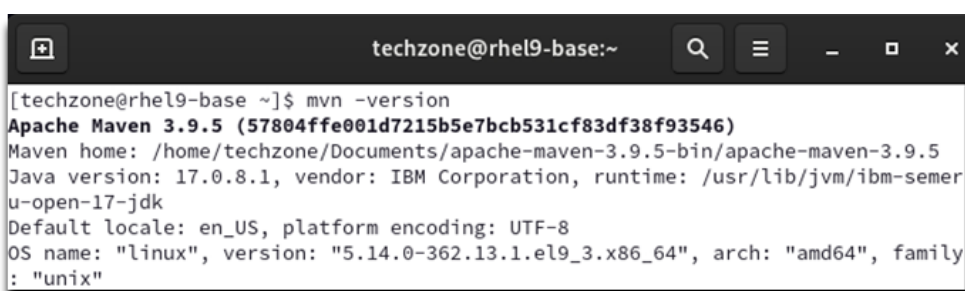 techzone@rhel9-base:~
[techzone@rhel9-base ~]$ mvn -version
Apache Maven 3.9.5 (57804ffe001d7215b5e7bcb531cf83df38f93546)
Maven home: /home/techzone/Documents/apache-maven-3.9.5-bin/apache-maven-3.9.5
Java version: 17.0.8.1, vendor: IBM Corporation, runtime: /usr/lib/jvm/ibm-semer
u-open-17-jdk
Default locale: en_US, platform encoding: UTF-8
OS name: "linux", version: "5.14.0-362.13.1.el9_3.x86_64", arch: "amd64", family
: "unix"